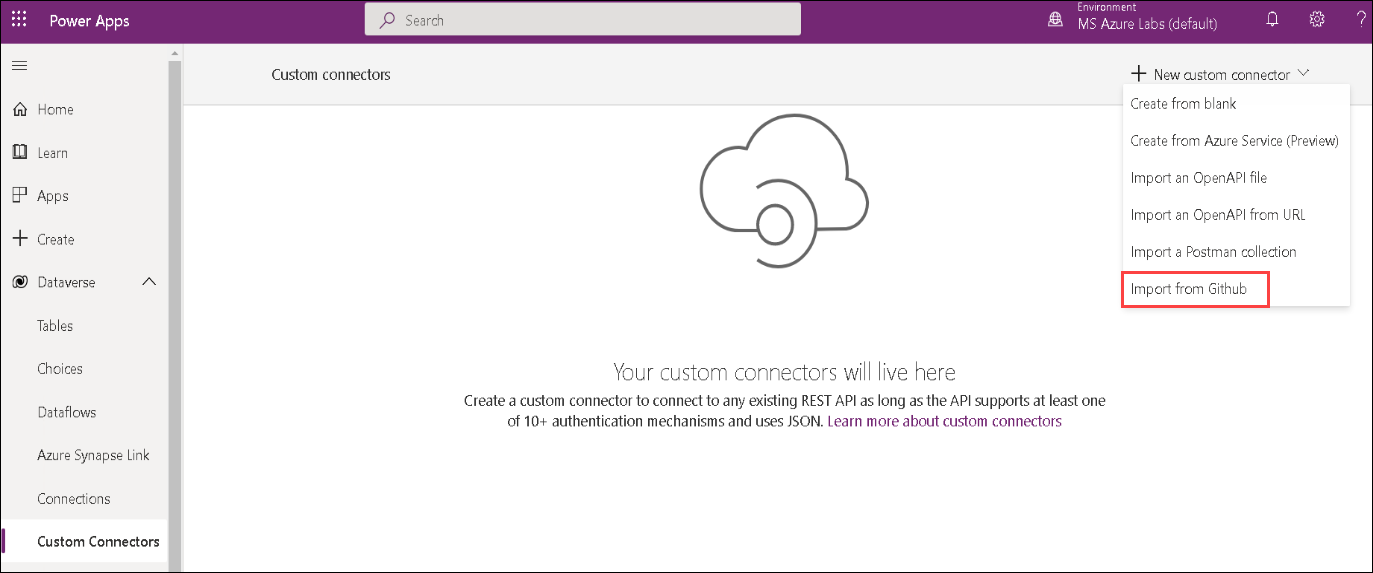 Power Apps
Search
Environment
MS Azure Labs (default)
?
Home
Learn
Apps
Create
Dataverse
Tables
Choices
Dataflows
Azure Synapse Link
Connections
Custom Connectors
Custom connectors
New custom connector
Create from blank
Create from Azure Service (Preview)
Import an OpenAPI file
Import an OpenAPI from URL
Import a Postman collection
Import from Github
Your custom connectors will live here
Create a custom connector to connect to any existing REST API as long as the API supports at least one
of 10+ authentication mechanisms and uses JSON. Learn more about custom connectors